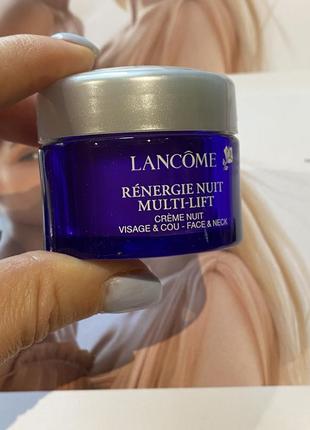 LANCÔME
RÉNERGIE NUIT
MULTI-LIFT
CRÈME NUIT
VISAGE & COU - FACE & NECK